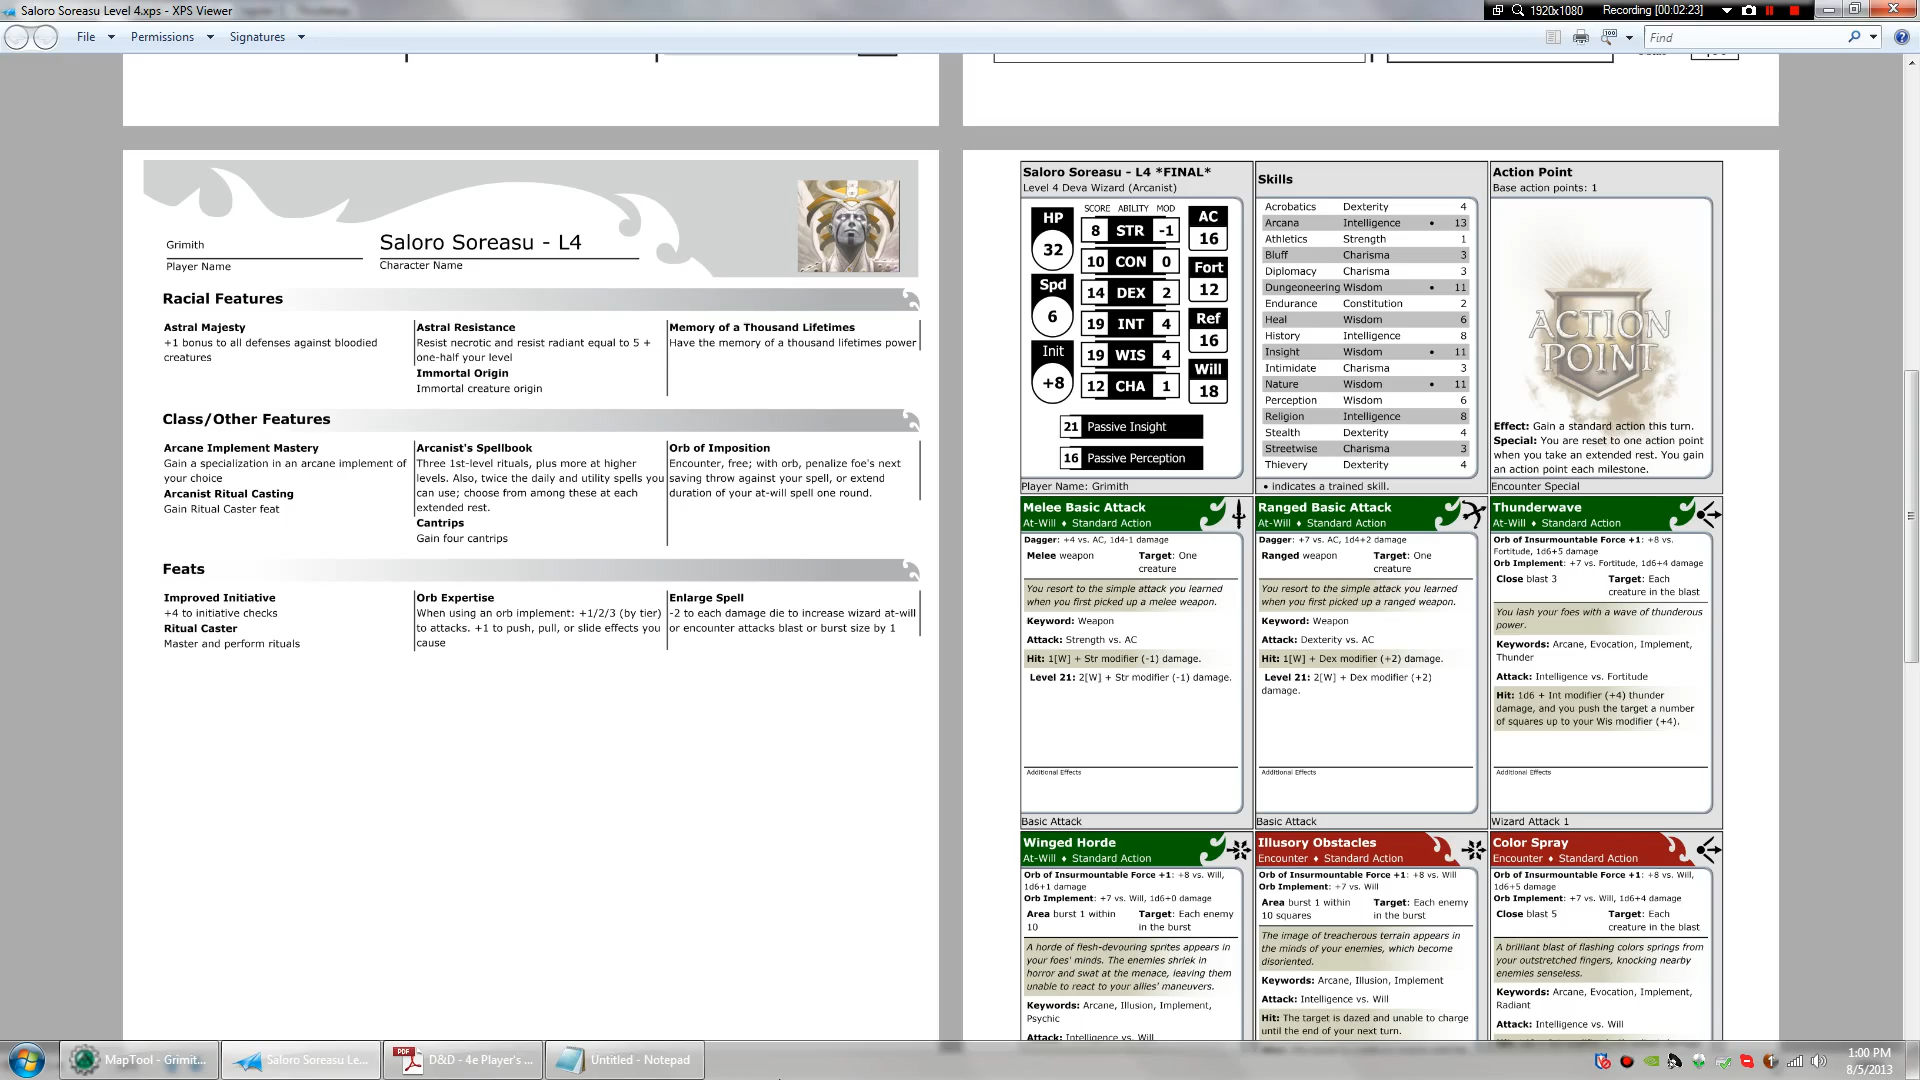 Saloro Soreasu Level 4.xps - XPS Viewer
1920x1080
Recording [00:02:23]
File
Permissions
Signatures
Find
Grimith
Player Name
Saloro Soreasu - L4
Character Name
Racial Features
Astral Majesty
+1 bonus to all defenses against bloodied
creatures
Astral Resistance
Resist necrotic and resist radiant equal to 5 +
one-half your level
Immortal Origin
Immortal creature origin
Memory of a Thousand Lifetimes
Have the memory of a thousand lifetimes power
Class/Other Features
Arcane Implement Mastery
Gain a specialization in an arcane implement of
your choice
Arcanist Ritual Casting
Gain Ritual Caster feat
Arcanist's Spellbook
Three 1st-level rituals, plus more at higher
levels. Also, twice the daily and utility spells you
can use; choose from among these at each
extended rest.
Cantrips
Gain four cantrips
Orb of Imposition
Encounter, free; with orb, penalize foe's next
saving throw against your spell, or extend
duration of your at-will spell one round.
Feats
Improved Initiative
+4 to initiative checks
Ritual Caster
Master and perform rituals
Orb Expertise
When using an orb implement: +1/2/3 (by tier)
to attacks. +1 to push, pull, or slide effects you
cause
Enlarge Spell
-2 to each damage die to increase wizard at-will
or encounter attacks blast or burst size by 1
Saloro Soreasu - L4 *FINAL*
Level 4 Deva Wizard (Arcanist)
HP
32
Spd
6
Init
+8
SCORE ABILITY MOD
8 STR -1
10 CON 0
14 DEX 2
19 INT 4
19 WIS 4
12 CHA 1
AC
16
Fort
12
Ref
16
Will
18
21 Passive Insight
16 Passive Perception
Player Name: Grimith
Skills
Acrobatics Dexterity 4
Arcana Intelligence • 13
Athletics Strength 1
Bluff Charisma 3
Diplomacy Charisma 3
Dungeoneering Wisdom • 11
Endurance Constitution 2
Heal Wisdom 6
History Intelligence 8
Insight Wisdom • 11
Intimidate Charisma 3
Nature Wisdom • 11
Perception Wisdom 6
Religion Intelligence 8
Stealth Dexterity 4
Streetwise Charisma 3
Thievery Dexterity 4
• indicates a trained skill.
Action Point
Base action points: 1
ACTION
POINT
Effect: Gain a standard action this turn.
Special: You are reset to one action point
when you take an extended rest. You gain
an action point each milestone.
Encounter Special
Melee Basic Attack
At-Will ♦ Standard Action
Dagger: +4 vs. AC, 1d4-1 damage
Melee weapon Target: One
creature
You resort to the simple attack you learned
when you first picked up a melee weapon.
Keyword: Weapon
Attack: Strength vs. AC
Hit: 1[W] + Str modifier (-1) damage.
Level 21: 2[W] + Str modifier (-1) damage.
Additional Effects
Basic Attack
Ranged Basic Attack
At-Will ♦ Standard Action
Dagger: +7 vs. AC, 1d4+2 damage
Ranged weapon Target: One
creature
You resort to the simple attack you learned
when you first picked up a ranged weapon.
Keyword: Weapon
Attack: Dexterity vs. AC
Hit: 1[W] + Dex modifier (+2) damage.
Level 21: 2[W] + Dex modifier (+2)
damage.
Additional Effects
Basic Attack
Thunderwave
At-Will ♦ Standard Action
Orb of Insurmountable Force +1: +8 vs.
Fortitude, 1d6+5 damage
Orb Implement: +7 vs. Fortitude, 1d6+4 damage
Close blast 3 Target: Each
creature in the blast
You lash your foes with a wave of thunderous
power.
Keywords: Arcane, Evocation, Implement,
Thunder
Attack: Intelligence vs. Fortitude
Hit: 1d6 + Int modifier (+4) thunder
damage, and you push the target a number
of squares up to your Wis modifier (+4).
Additional Effects
Wizard Attack 1
Winged Horde
At-Will ♦ Standard Action
Orb of Insurmountable Force +1: +8 vs. Will,
1d6+1 damage
Orb Implement: +7 vs. Will, 1d6+0 damage
Area burst 1 within Target: Each enemy
10 in the burst
A horde of flesh-devouring sprites appears in
your foes' minds. The enemies shriek in
horror and swat at the menace, leaving them
unable to react to your allies' maneuvers.
Keywords: Arcane, Illusion, Implement,
Psychic
Attack: Intelligence vs. Will
Illusory Obstacles
Encounter ♦ Standard Action
Orb of Insurmountable Force +1: +8 vs. Will
Orb Implement: +7 vs. Will
Area burst 1 within Target: Each enemy
10 squares in the burst
The image of treacherous terrain appears in
the minds of your enemies, which become
disoriented.
Keywords: Arcane, Illusion, Implement
Attack: Intelligence vs. Will
Hit: The target is dazed and unable to charge
until the end of your next turn.
Color Spray
Encounter ♦ Standard Action
Orb of Insurmountable Force +1: +8 vs. Will,
1d6+5 damage
Orb Implement: +7 vs. Will, 1d6+4 damage
Close blast 5 Target: Each
creature in the blast
A brilliant blast of flashing colors springs from
your outstretched fingers, knocking nearby
enemies senseless.
Keywords: Arcane, Evocation, Implement,
Radiant
Attack: Intelligence vs. Will
MapTool - Grimit...
Saloro Soreasu Le...
D&D - 4e Player's ...
Untitled - Notepad
1:00 PM
8/5/2013